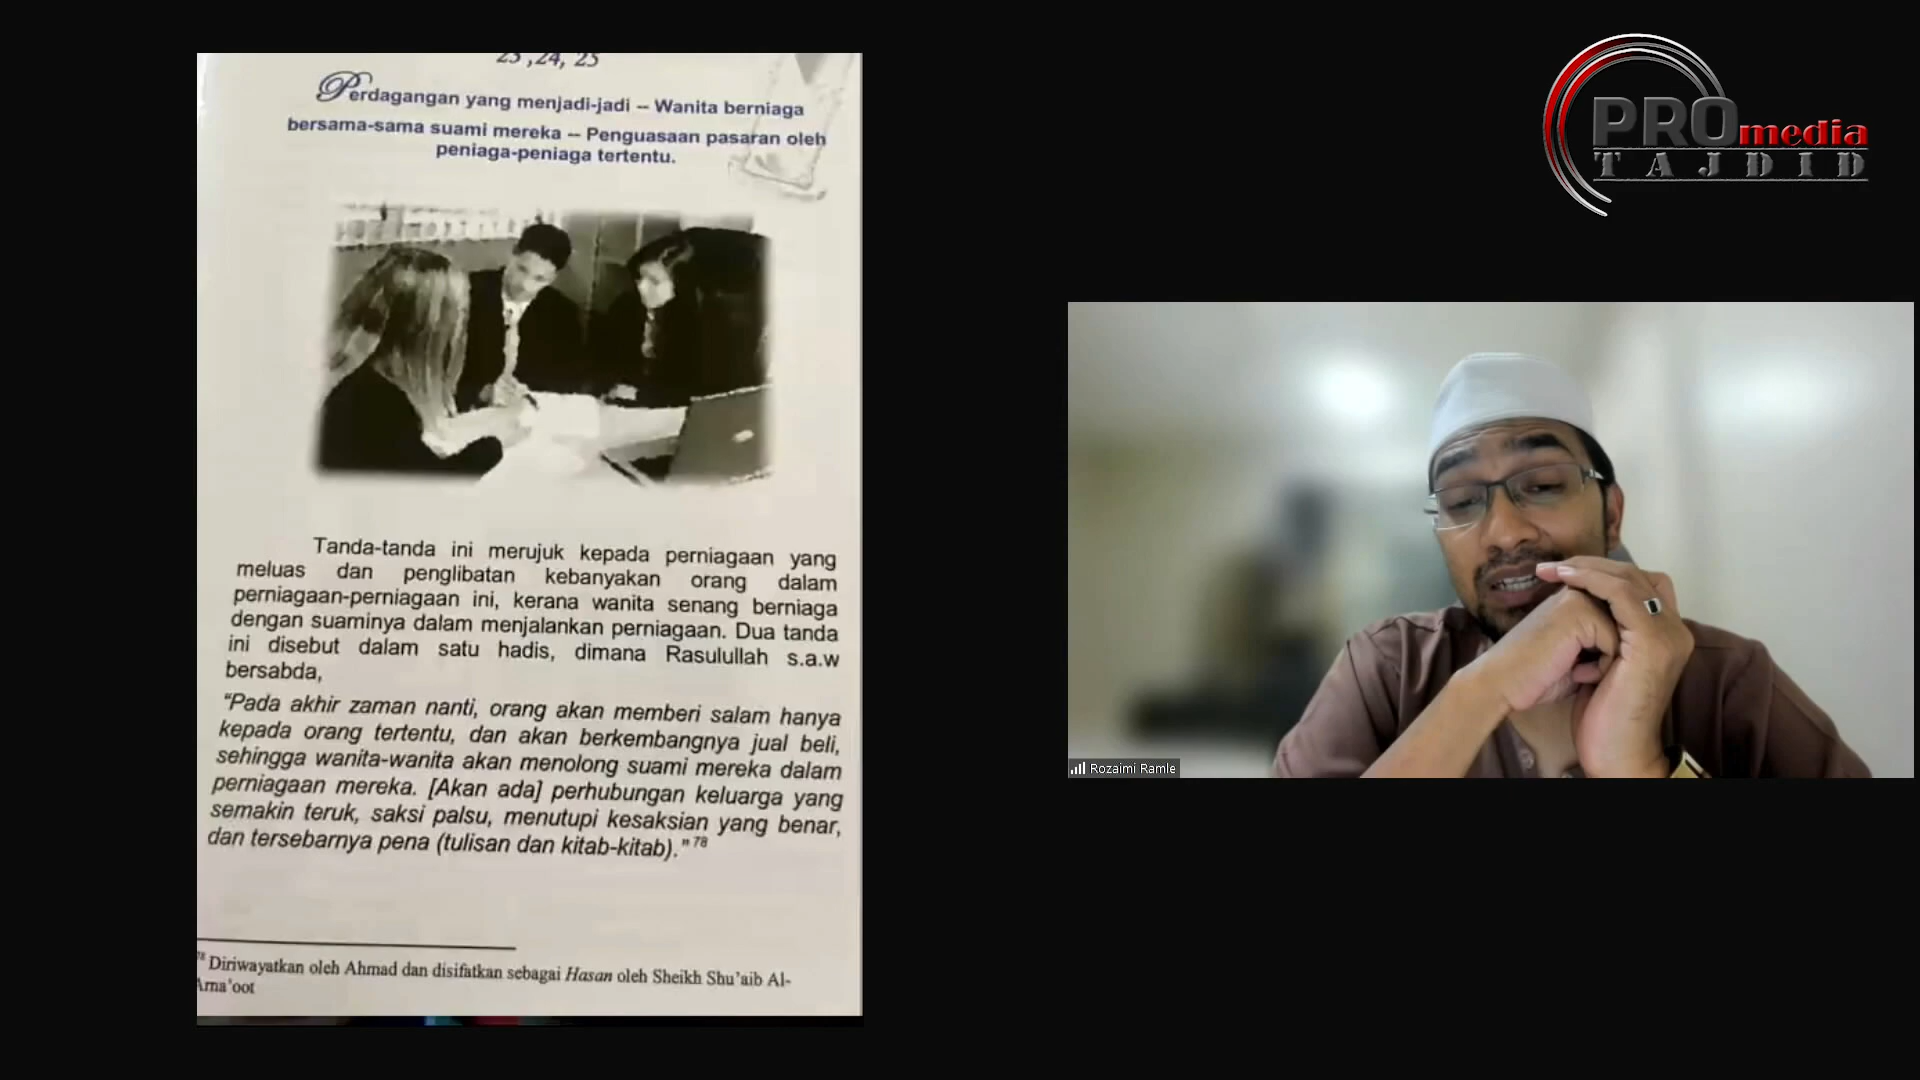 23 ,24, 25
Perdagangan yang menjadi-jadi – Wanita berniaga
bersama-sama suami mereka – Penguasaan pasaran oleh
peniaga-peniaga tertentu.
Tanda-tanda ini merujuk kepada perniagaan yang
meluas dan penglibatan kebanyakan orang dalam
perniagaan-perniagaan ini, kerana wanita senang berniaga
dengan suaminya dalam menjalankan perniagaan. Dua tanda
ini disebut dalam satu hadis, dimana Rasulullah s.a.w
bersabda,
"Pada akhir zaman nanti, orang akan memberi salam hanya
kepada orang tertentu, dan akan berkembangnya jual beli,
sehingga wanita-wanita akan menolong suami mereka dalam
perniagaan mereka. [Akan ada] perhubungan keluarga yang
semakin teruk, saksi palsu, menutupi kesaksian yang benar,
dan tersebarnya pena (tulisan dan kitab-kitab)." 78
78 Diriwayatkan oleh Ahmad dan disifatkan sebagai Hasan oleh Sheikh Shu'aib Al-
Arna'oot
PROmedia
TAJDID
Rozaimi Ramle